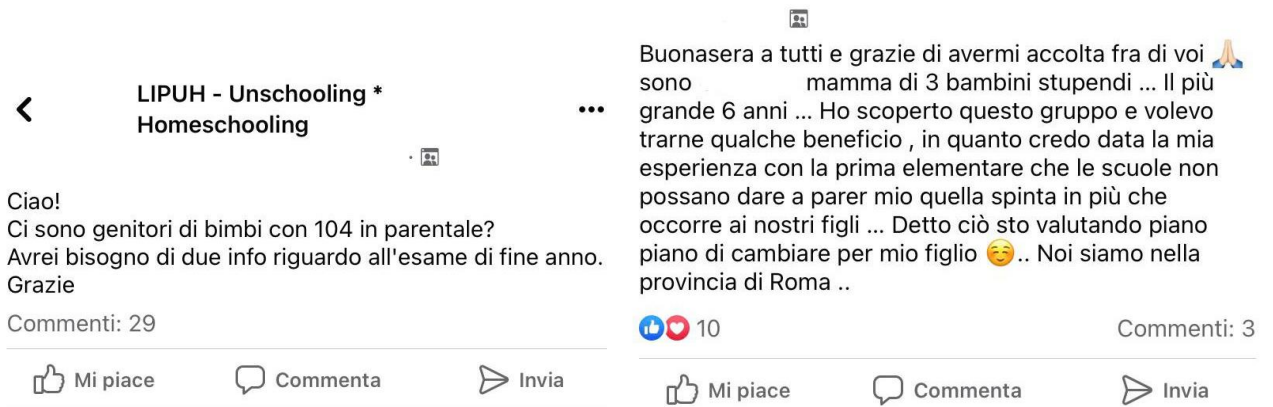 LIPUH - Unschooling *
Homeschooling
Ciao!
Ci sono genitori di bimbi con 104 in parentale?
Avrei bisogno di due info riguardo all'esame di fine anno.
Grazie
Commenti: 29
Mi piace
Commenta
Invia
Buonasera a tutti e grazie di avermi accolta fra di voi 🙏🏻
sono mamma di 3 bambini stupendi ... Il più
grande 6 anni ... Ho scoperto questo gruppo e volevo
trarne qualche beneficio , in quanto credo data la mia
esperienza con la prima elementare che le scuole non
possano dare a parer mio quella spinta in più che
occorre ai nostri figli ... Detto ciò sto valutando piano
piano di cambiare per mio figlio ☺️.. Noi siamo nella
provincia di Roma ..
10
Commenti: 3
Mi piace
Commenta
Invia